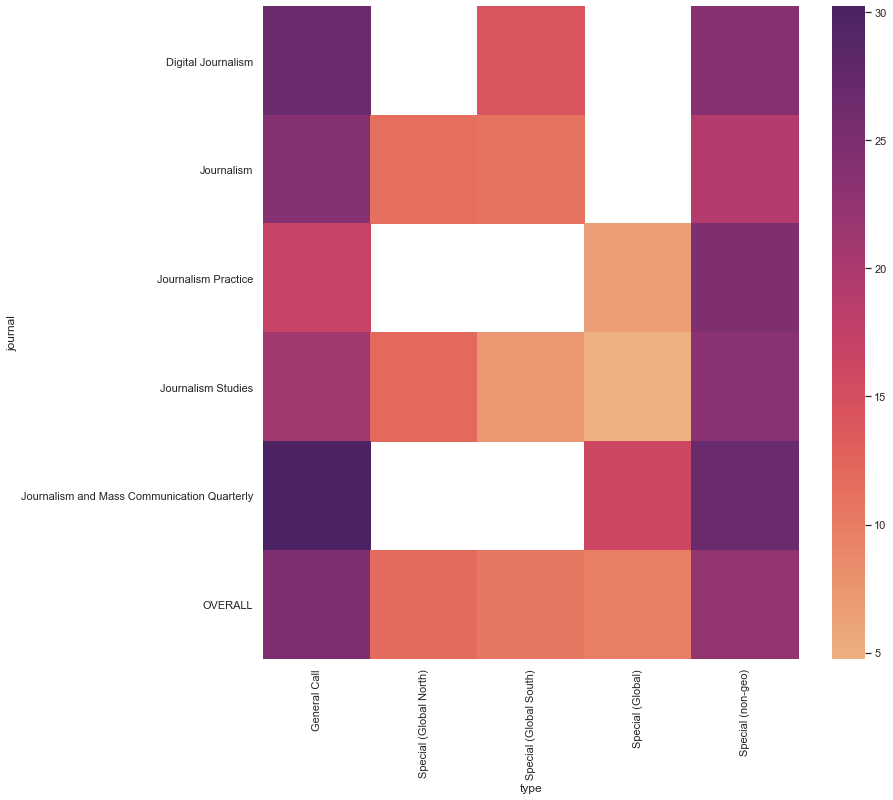 Digital Journalism
Journalism
Journalism Practice
Journalism Studies
Journalism and Mass Communication Quarterly
OVERALL
journal
General Call
Special (Global North)
Special (Global South)
Special (Global)
Special (non-geo)
type
30
25
20
15
10
5